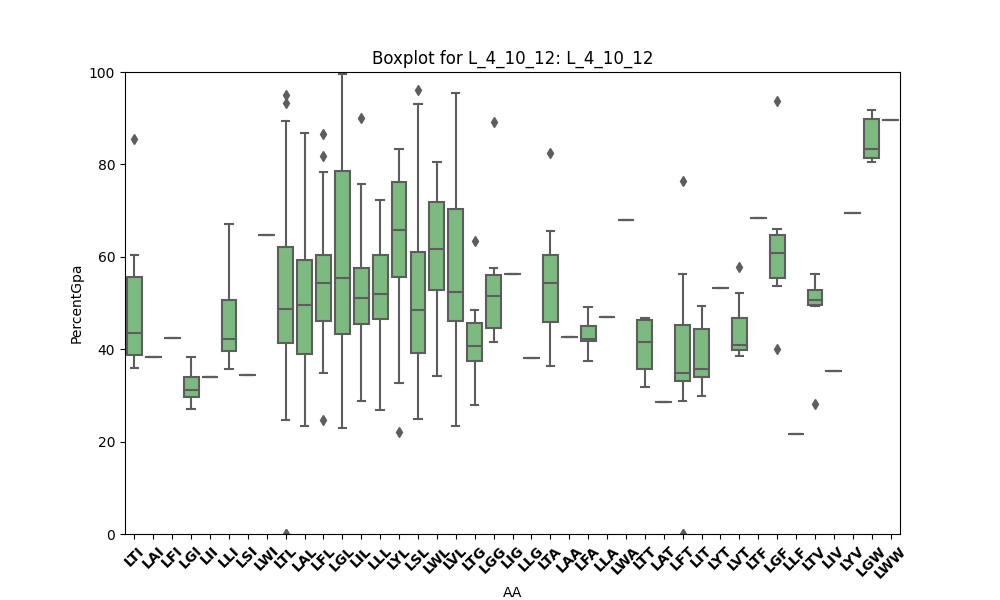 Boxplot for L_4_10_12: L_4_10_12
PercentGpa
100
80
60
40
20
0
LTI LAI LFI LGI LII LLI LSI LWI LTL LAL LFL LGL LIL LLL LYL LSL LWL LVL LTG LGG LIG LLG LTA LAA LFA LLA LWA LTT LAT LFT LIT LYT LVT LTF LGF LLF LTV LIV LYV LGW LWW
AA